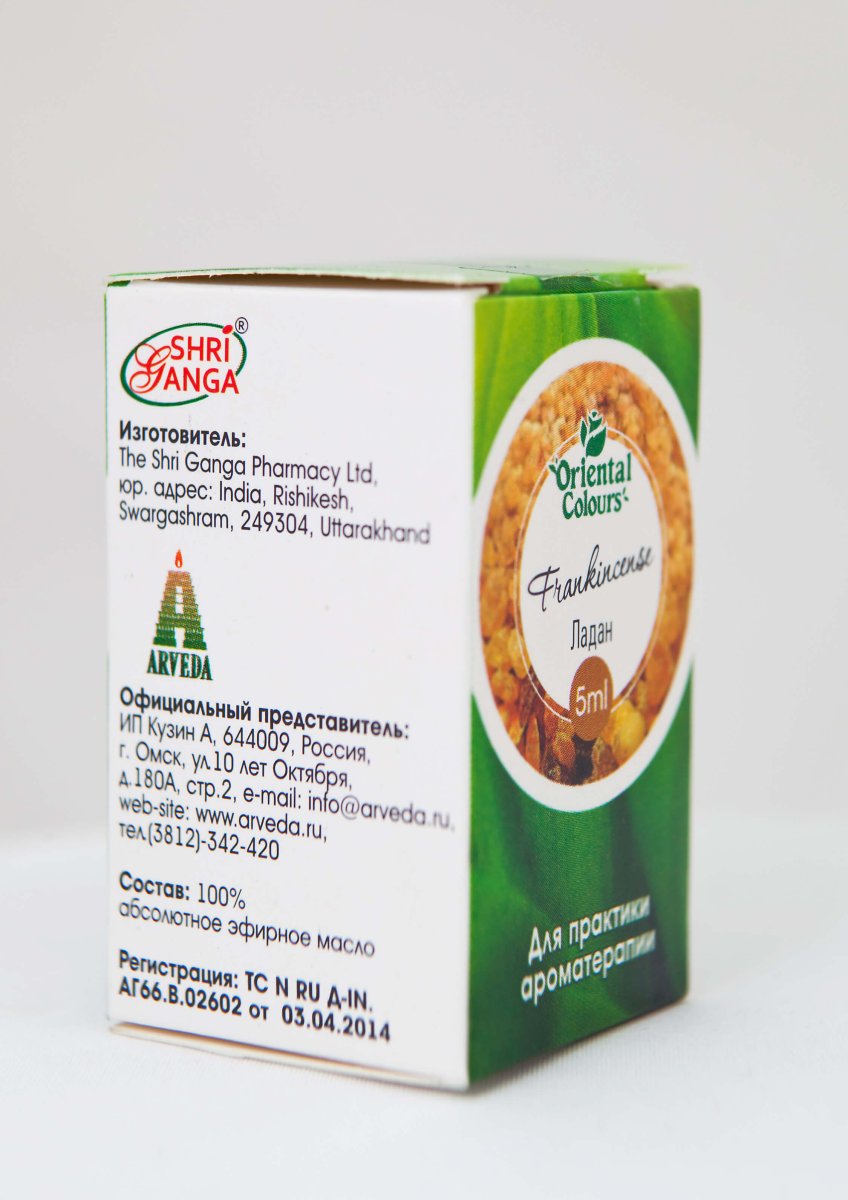 SHRI
GANGA
®
Изготовитель:
The Shri Ganga Pharmacy Ltd,
юр. адрес: India, Rishikesh,
Swargashram, 249304, Uttarakhand
ARVEDA
Официальный представитель:
ИП Кузин А, 644009, Россия,
г. Омск, ул.10 лет Октября,
д.180А, стр.2, e-mail: info@arveda.ru,
web-site: www.arveda.ru,
тел.(3812)-342-420
Состав: 100%
абсолютное эфирное масло
Регистрация: ТС N RU Д-IN.
АГ66.В.02602 от 03.04.2014
Oriental
Colours
Frankincense
Ладан
5ml
Для практики
ароматерапии